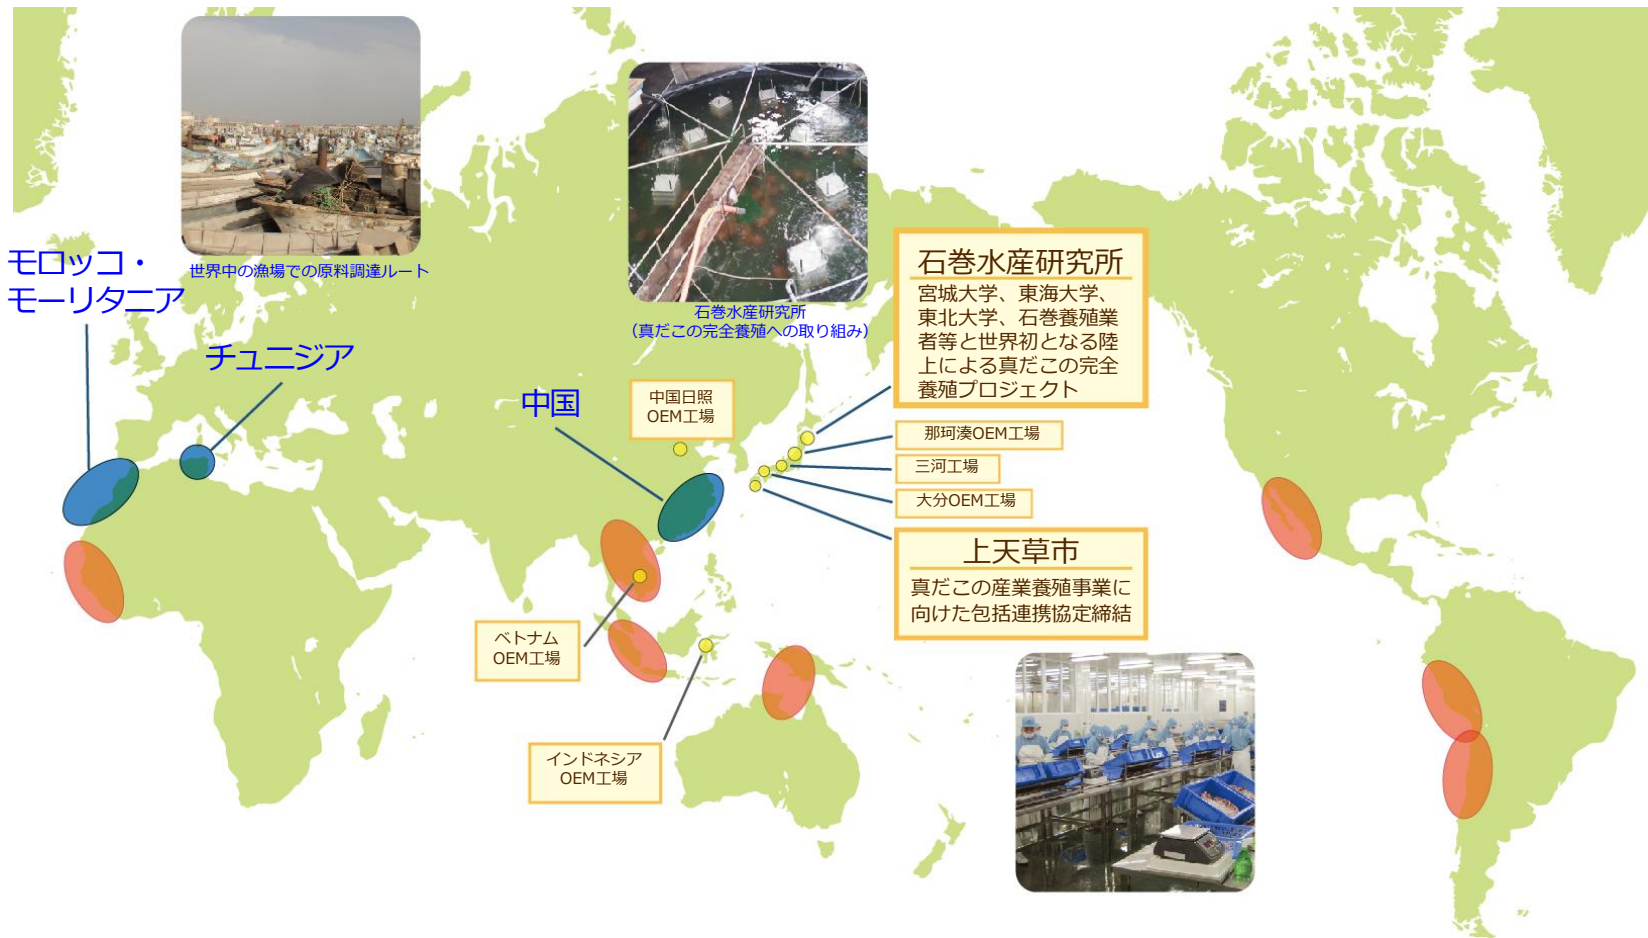 モロッコ・
モーリタニア
世界中の漁場での原料調達ルート
チュニジア
石巻水産研究所
(真だこの完全養殖への取り組み)
中国
中国日照
OEM工場
石巻水産研究所
宮城大学、東海大学、
東北大学、石巻養殖業
者等と世界初となる陸
上による真だこの完全
養殖プロジェクト
那珂湊OEM工場
三河工場
大分OEM工場
上天草市
真だこの産業養殖事業に
向けた包括連携協定締結
ベトナム
OEM工場
インドネシア
OEM工場